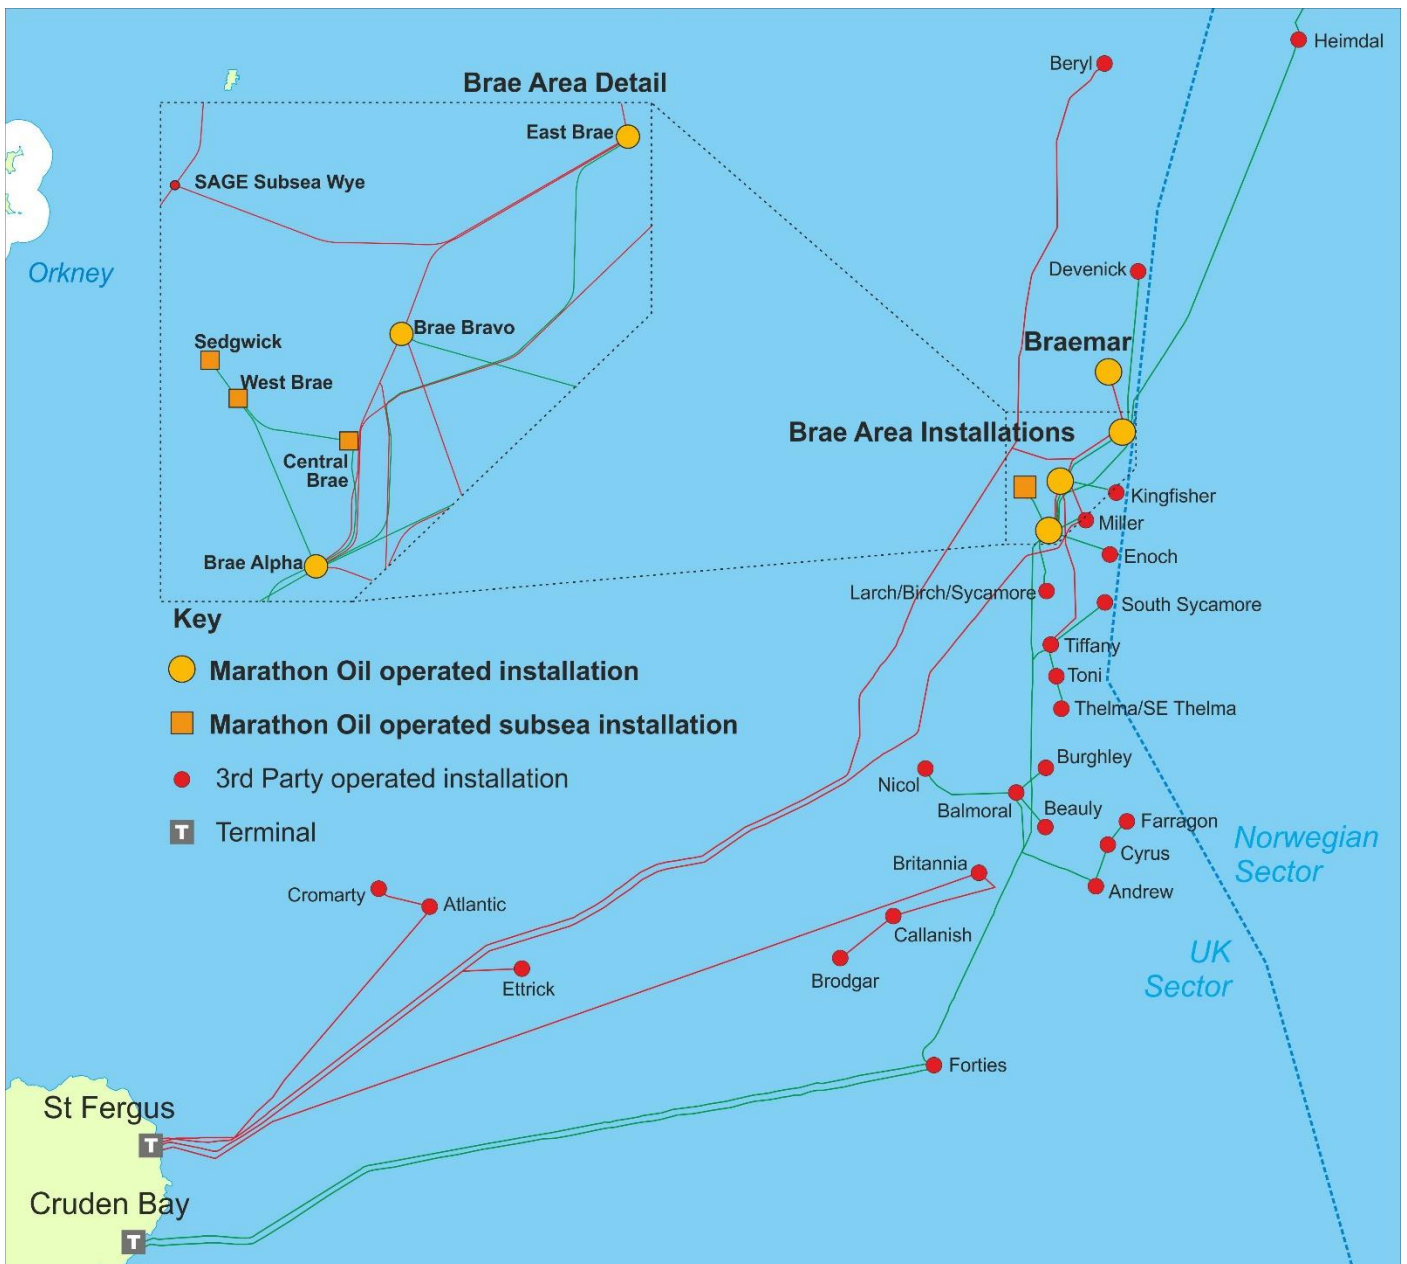 Heimdal
Beryl
Brae Area Detail
East Brae
SAGE Subsea Wye
Orkney
Devenick
Brae Bravo
Sedgwick
West Brae
Braemar
Brae Area Installations
Central
Brae
Kingfisher
Miller
Brae Alpha
Enoch
Larch/Birch/Sycamore
South Sycamore
Key
Tiffany
Marathon Oil operated installation
Toni
Thelma/SE Thelma
Marathon Oil operated subsea installation
Burghley
3rd Party operated installation
Nicol
Balmoral
Beauly
Farragon
T Terminal
Norwegian
Sector
Cyrus
Britannia
Andrew
Cromarty
Atlantic
Callanish
UK
Sector
Brodgar
Ettrick
Forties
St Fergus
T
Cruden Bay
T